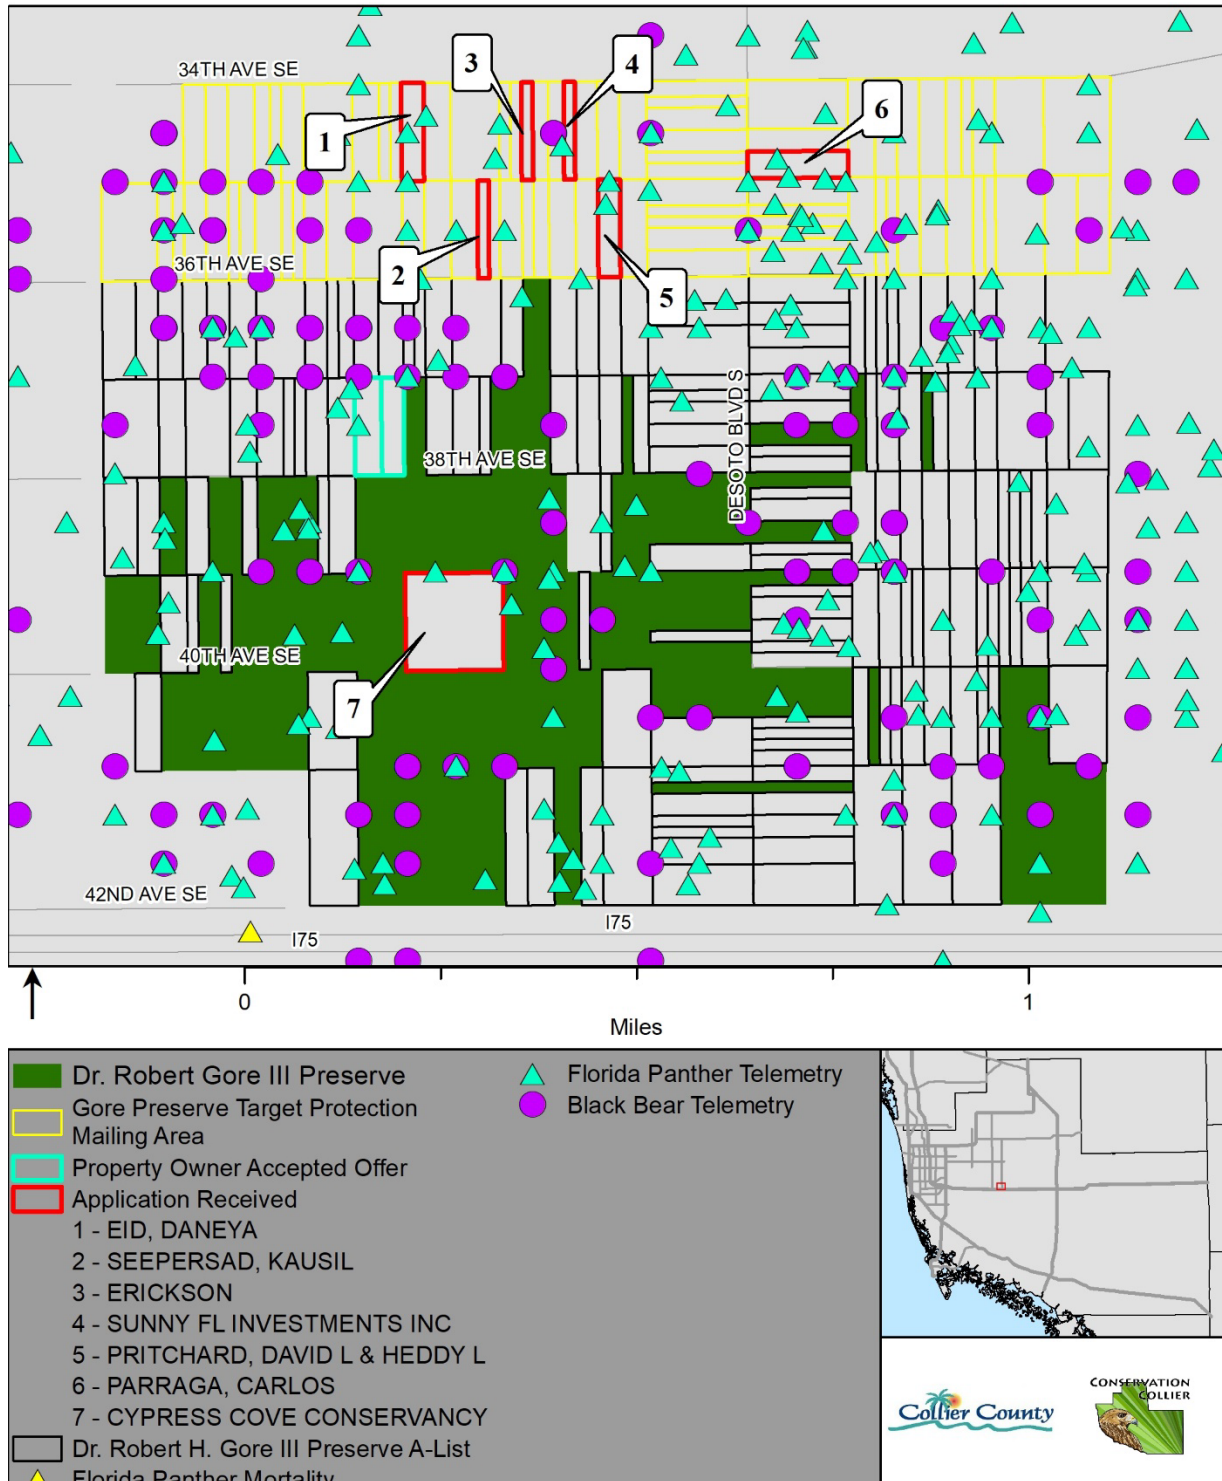 34TH AVE SE
3
4
6
1
2
5
36TH AVE SE
DESOTO BLVD S
38TH AVE SE
40TH AVE SE
7
42ND AVE SE
I75
I75
0
1
Miles
Dr. Robert Gore III Preserve
Gore Preserve Target Protection
Mailing Area
Property Owner Accepted Offer
Application Received
1 - EID, DANEYA
2 - SEEPERSAD, KAUSIL
3 - ERICKSON
4 - SUNNY FL INVESTMENTS INC
5 - PRITCHARD, DAVID L & HEDDY L
6 - PARRAGA, CARLOS
7 - CYPRESS COVE CONSERVANCY
Dr. Robert H. Gore III Preserve A-List
Florida Panther Mortality
Florida Panther Telemetry
Black Bear Telemetry
Collier County
CONSERVATION
COLLIER